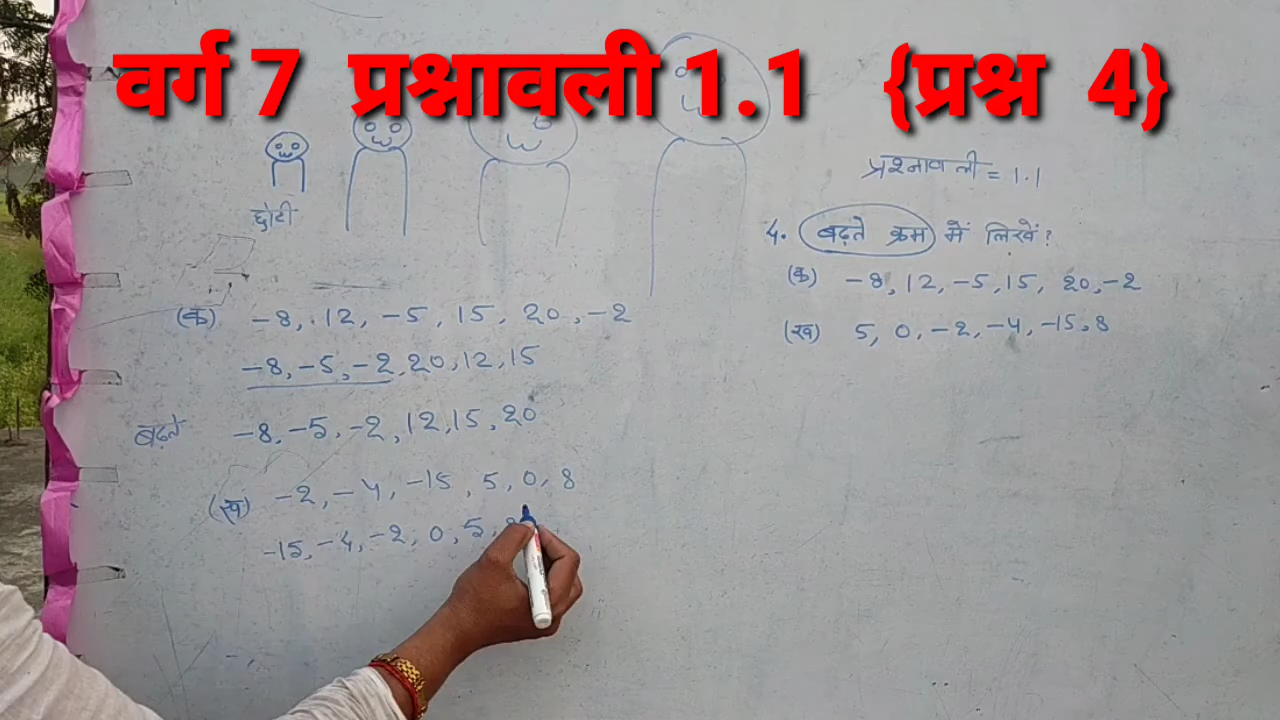 वर्ग 7 प्रश्नावली 1.1 {प्रश्न 4}
प्रश्नावली = 1.1
4. बढ़ते क्रम में लिखें?
(क) -8, 12, -5, 15, 20, -2
(ख) 5, 0, -2, -4, -15, 8
छोटी
(क) -8, 12, -5, 15, 20, -2
-8, -5, -2, 20, 12, 15
बढ़ते -8, -5, -2, 12, 15, 20
(ख) -2, -4, -15, 5, 0, 8
-15, -4, -2, 0, 5,